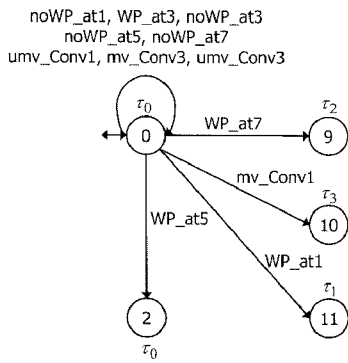 noWP_at1, WP_at3, noWP_at3
noWP_at5, noWP_at7
umv_Conv1, mv_Conv3, umv_Conv3
τ0
0
WP_at7
τ2
9
mv_Conv1
τ3
10
WP_at5
WP_at1
τ1
11
2
τ0